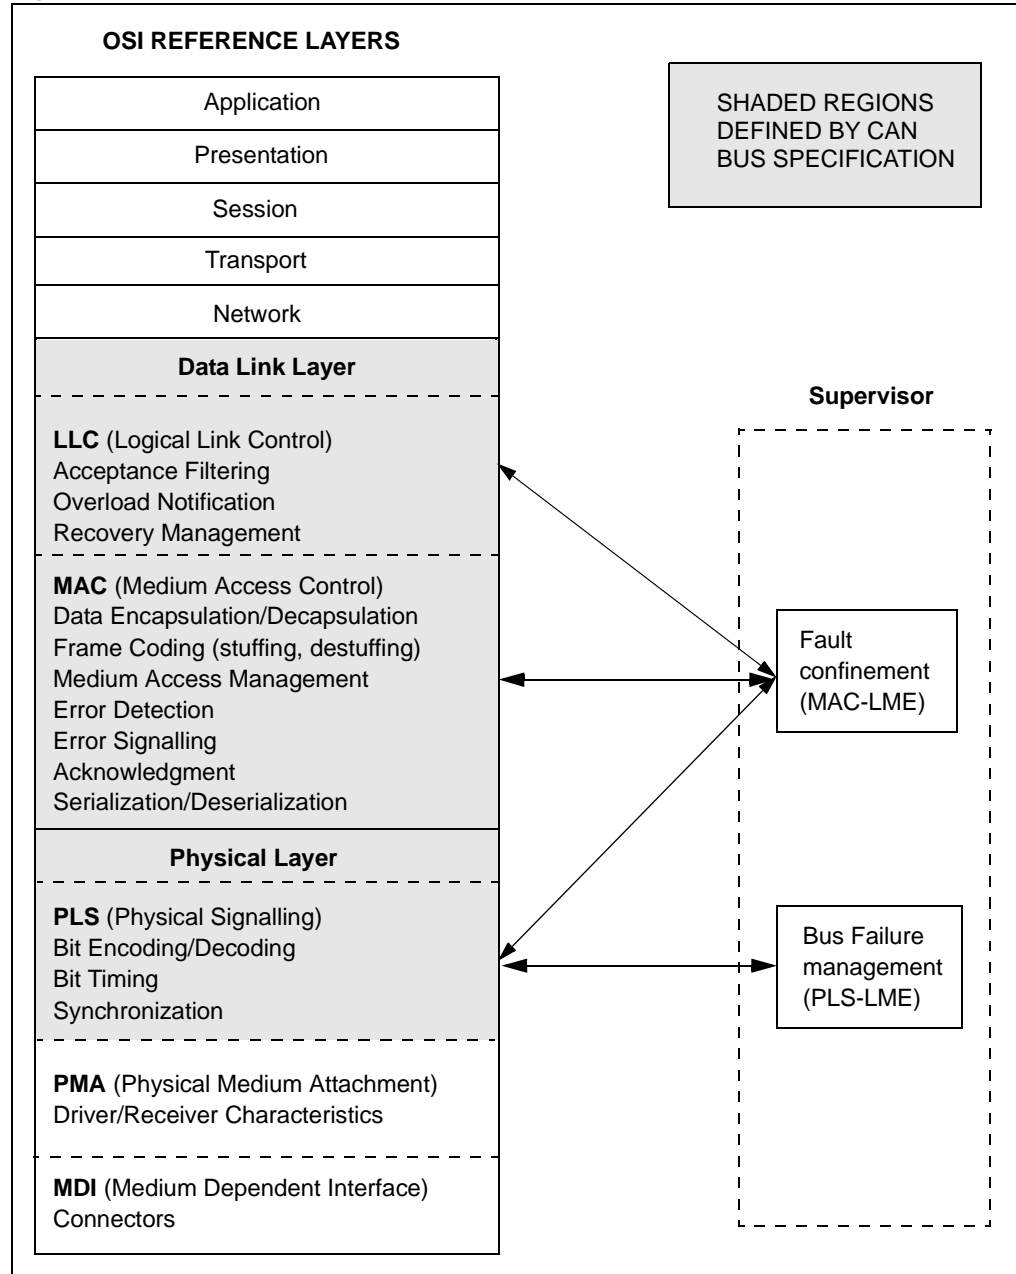 OSI REFERENCE LAYERS
Application
Presentation
Session
Transport
Network
Data Link Layer
LLC (Logical Link Control)
Acceptance Filtering
Overload Notification
Recovery Management
MAC (Medium Access Control)
Data Encapsulation/Decapsulation
Frame Coding (stuffing, destuffing)
Medium Access Management
Error Detection
Error Signalling
Acknowledgment
Serialization/Deserialization
Physical Layer
PLS (Physical Signalling)
Bit Encoding/Decoding
Bit Timing
Synchronization
PMA (Physical Medium Attachment)
Driver/Receiver Characteristics
MDI (Medium Dependent Interface)
Connectors
SHADED REGIONS
DEFINED BY CAN
BUS SPECIFICATION
Supervisor
Fault
confinement
(MAC-LME)
Bus Failure
management
(PLS-LME)